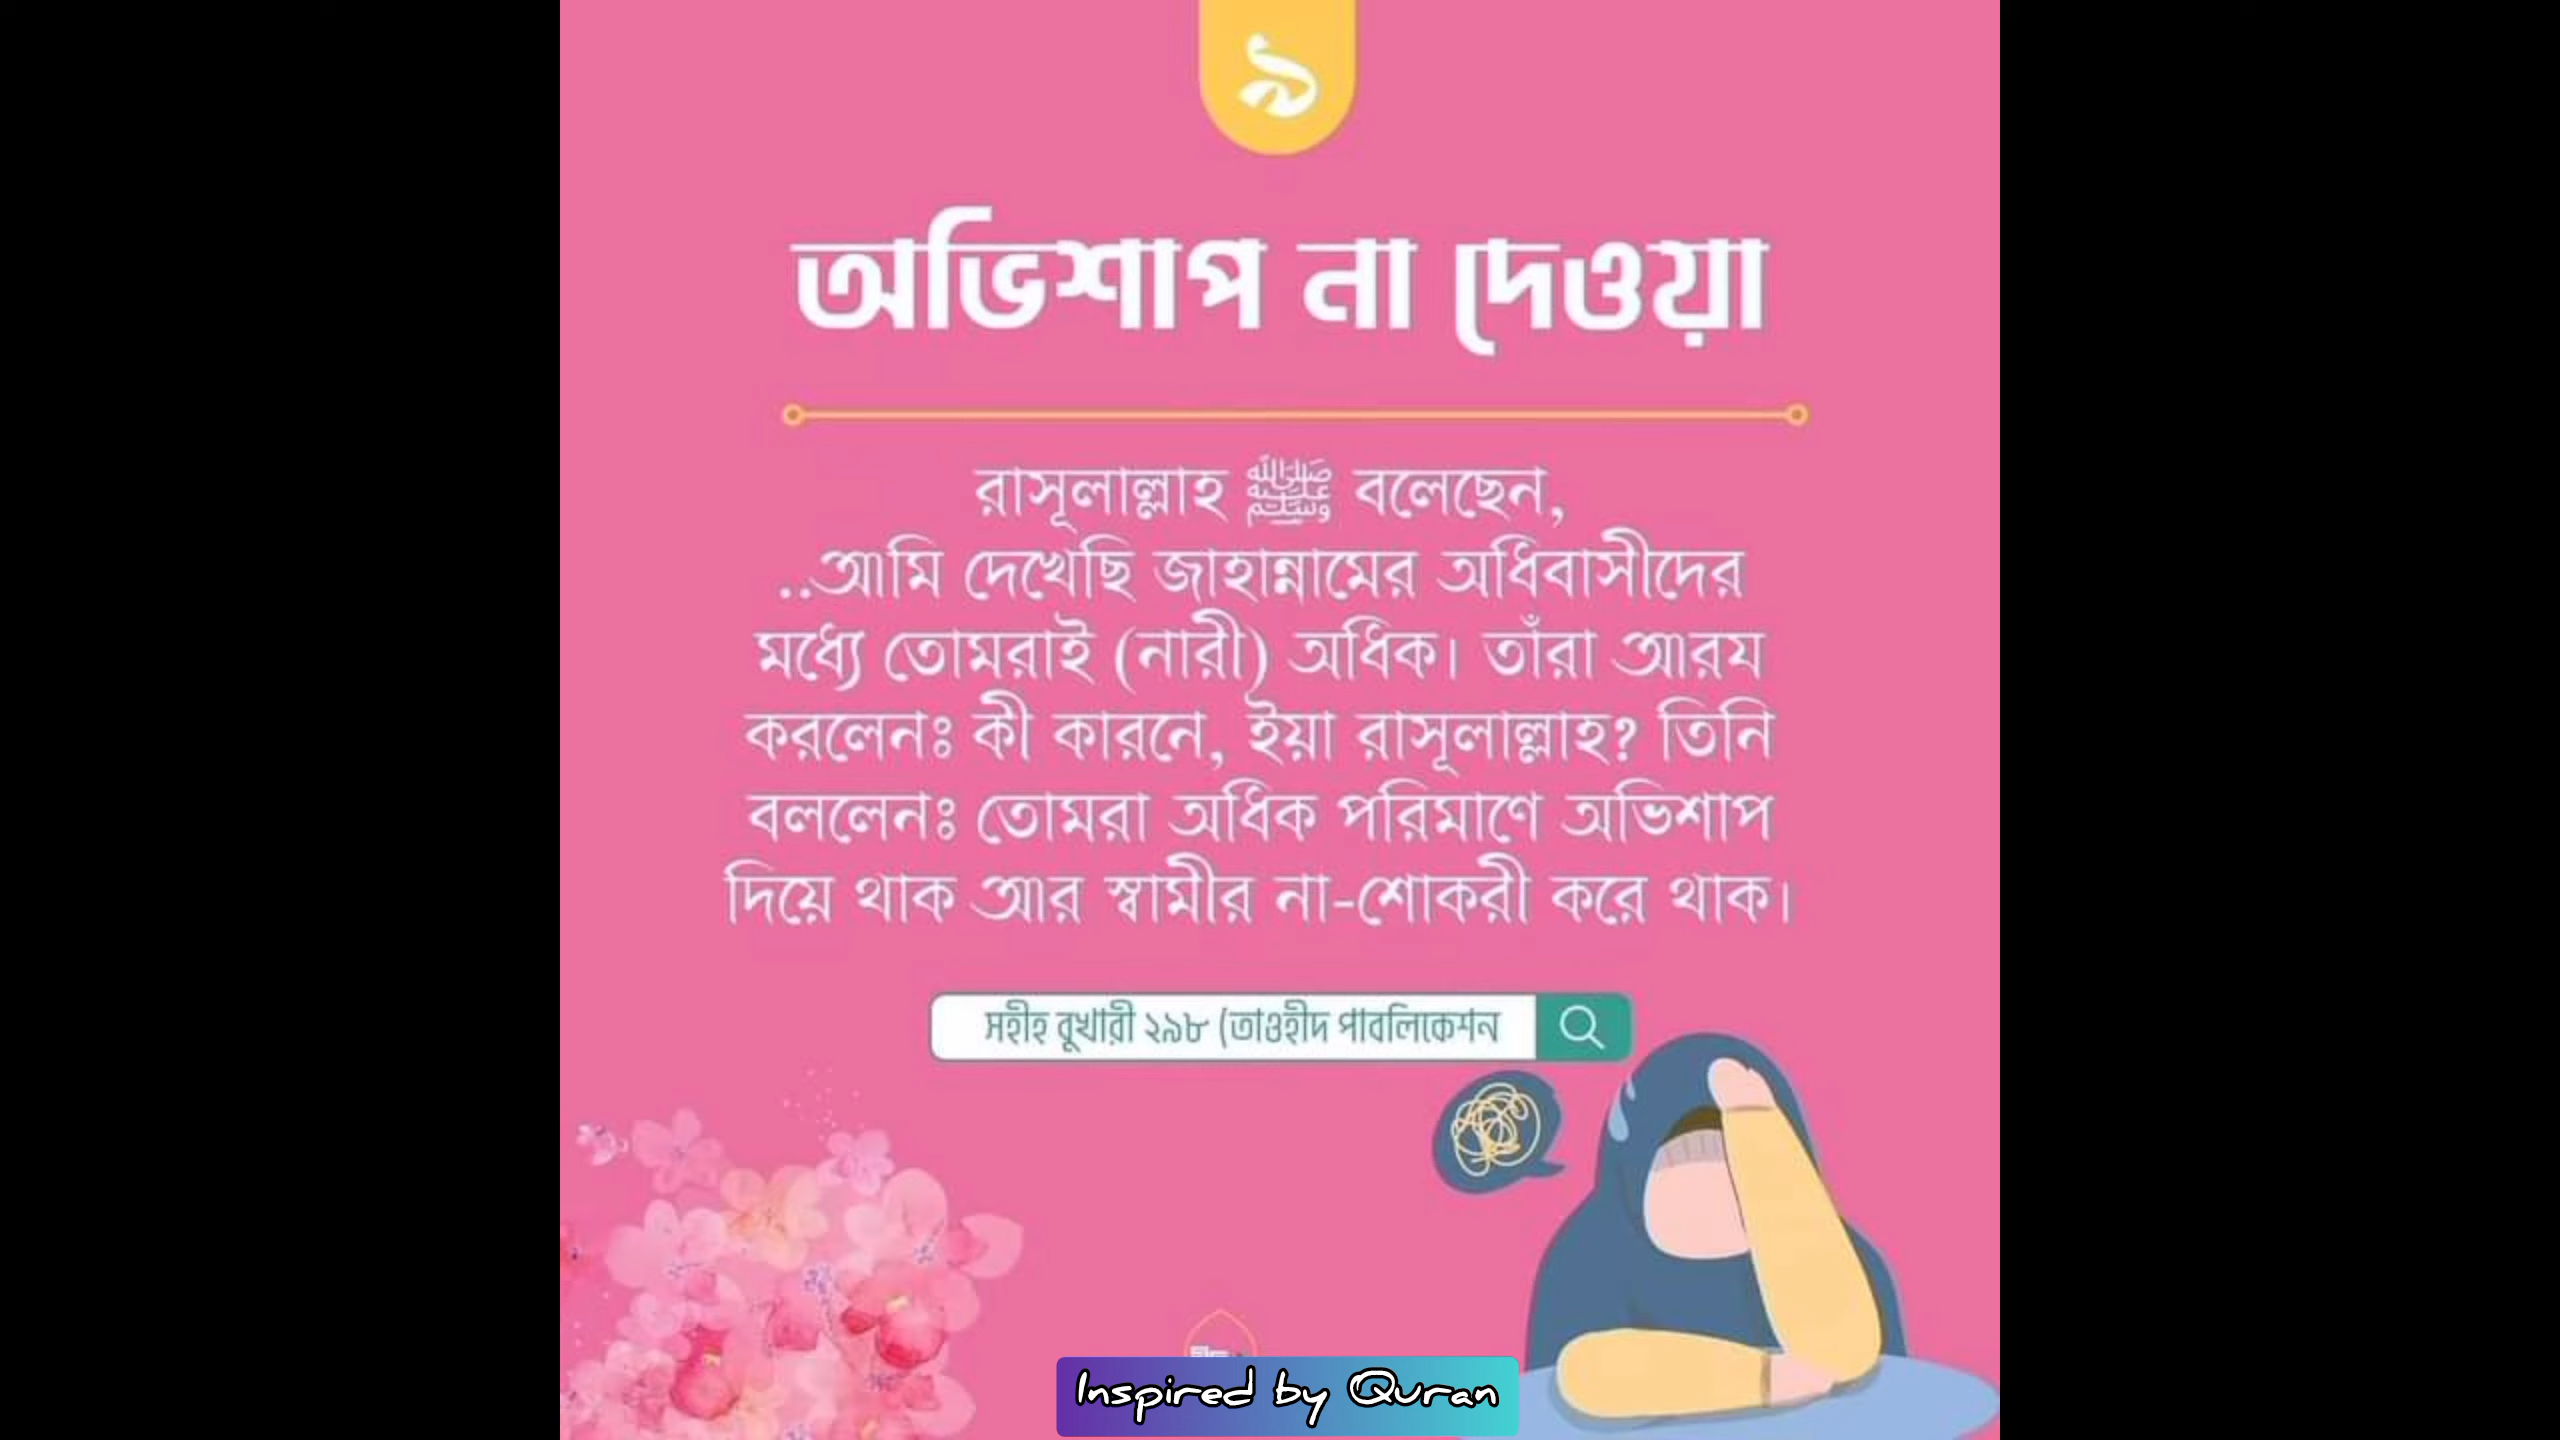 ৯
অভিশাপ না দেওয়া
রাসূলাল্লাহ ﷺ বলেছেন,
..আমি দেখেছি জাহান্নামের অধিবাসীদের
মধ্যে তোমরাই (নারী) অধিক। তাঁরা আরয
করলেনঃ কী কারনে, ইয়া রাসূলাল্লাহ? তিনি
বললেনঃ তোমরা অধিক পরিমাণে অভিশাপ
দিয়ে থাক আর স্বামীর না-শোকরী করে থাক।
সহীহ বুখারী ২৯৮ (তাওহীদ পাবলিকেশন
Inspired by Quran